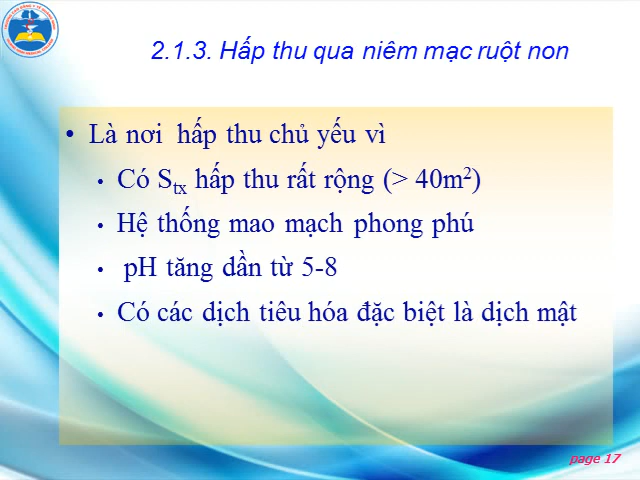 2.1.3. Hấp thu qua niêm mạc ruột non
• Là nơi hấp thu chủ yếu vì
• Có Stx hấp thu rất rộng (> 40m²)
• Hệ thống mao mạch phong phú
• pH tăng dần từ 5-8
• Có các dịch tiêu hóa đặc biệt là dịch mật
page 17